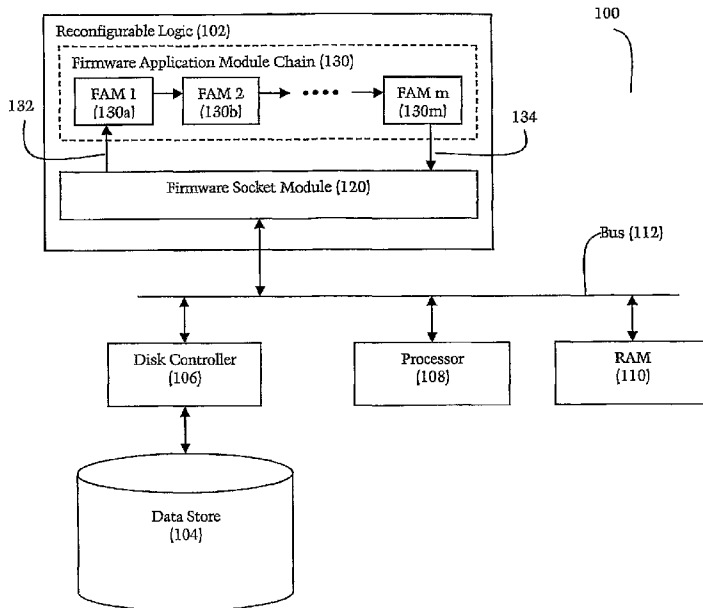 100
Reconfigurable Logic (102)
Firmware Application Module Chain (130)
FAM 1
(130a)
FAM 2
(130b)
••••
FAM m
(130m)
132
134
Firmware Socket Module (120)
Bus (112)
Disk Controller
(106)
Processor
(108)
RAM
(110)
Data Store
(104)